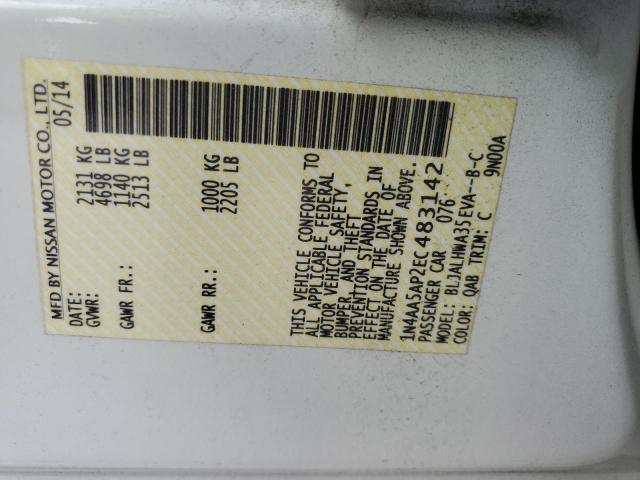 MFD BY NISSAN MOTOR CO., LTD.
DATE: 05/14
GVWR: 2131 KG
4698 LB
GAWR FR.: 1140 KG
2513 LB
GAWR RR.: 1000 KG
2205 LB
THIS VEHICLE CONFORMS TO
ALL APPLICABLE FEDERAL
MOTOR VEHICLE SAFETY,
BUMPER, AND THEFT
PREVENTION STANDARDS IN
EFFECT ON THE DATE OF
MANUFACTURE SHOWN ABOVE.
1N4AA5AP2EC483142
PASSENGER CAR 076
MODEL: BLJALHWA35EVA--B-C
COLOR: QAB TRIM: C 9N00A